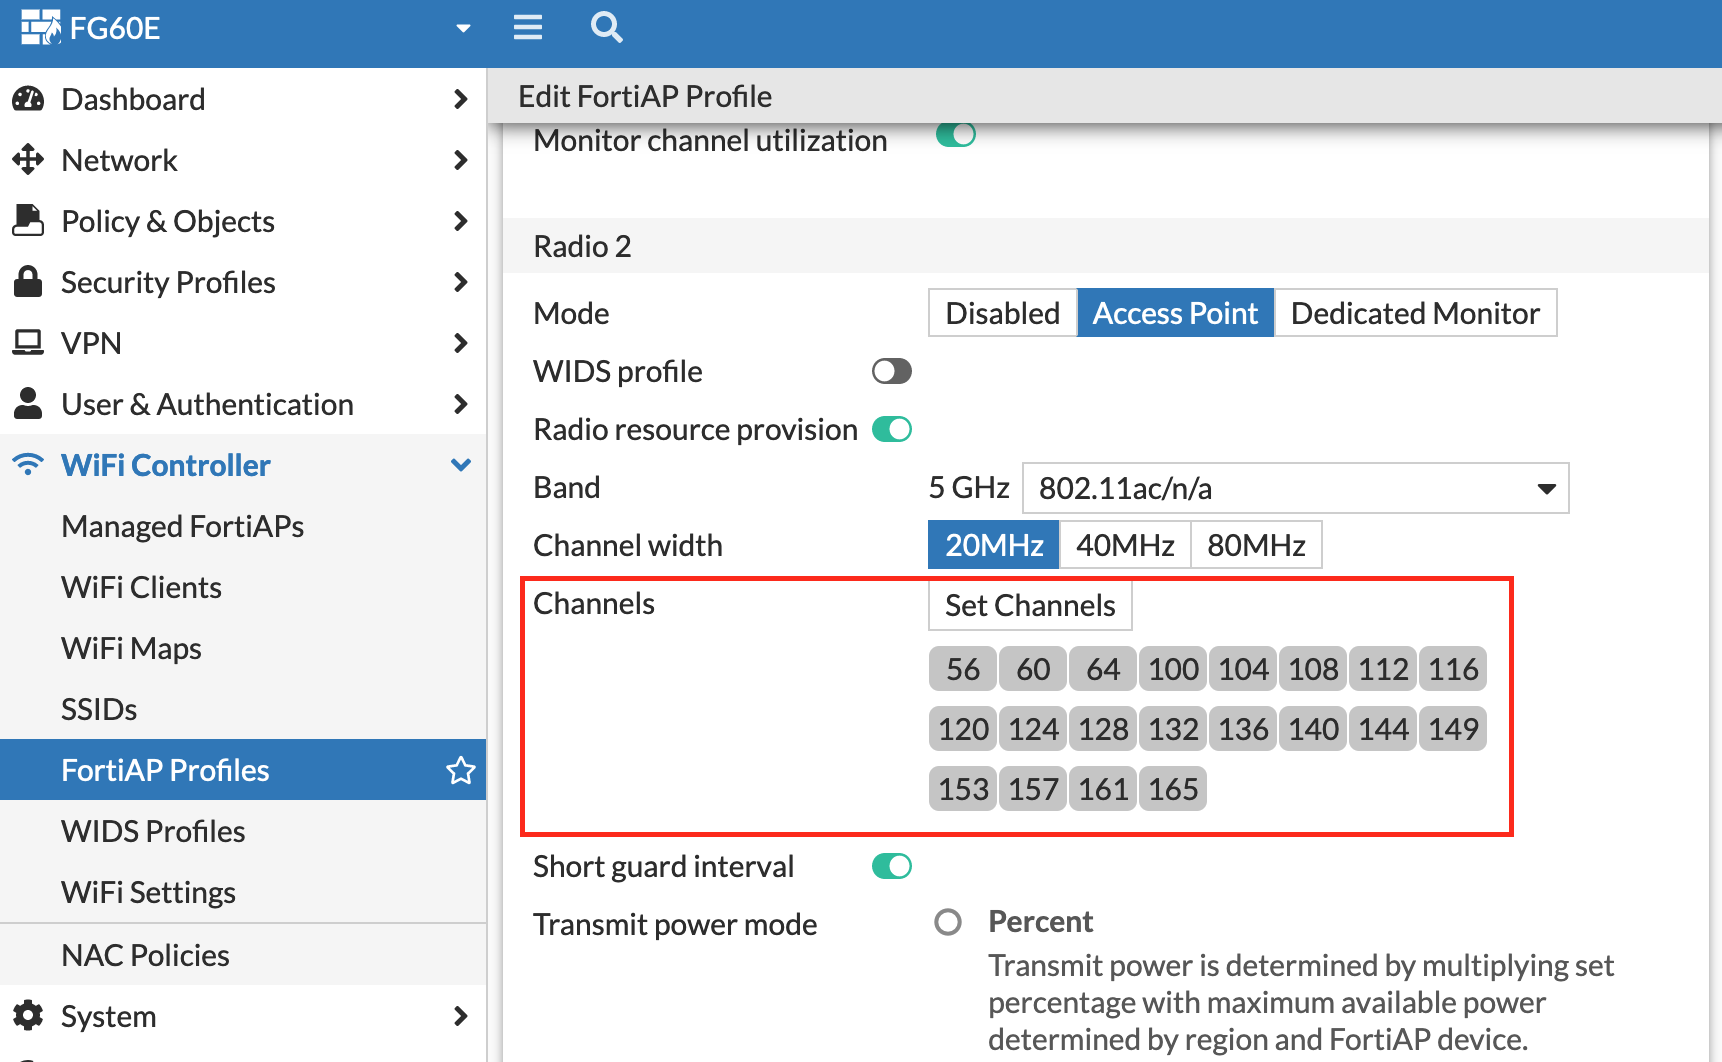 FG60E
Dashboard
Network
Policy & Objects
Security Profiles
VPN
User & Authentication
WiFi Controller
Managed FortiAPs
WiFi Clients
WiFi Maps
SSIDs
FortiAP Profiles
WIDS Profiles
WiFi Settings
NAC Policies
System
Edit FortiAP Profile
Monitor channel utilization
Radio 2
Mode Disabled Access Point Dedicated Monitor
WIDS profile
Radio resource provision
Band 5 GHz 802.11ac/n/a
Channel width 20MHz 40MHz 80MHz
Channels Set Channels
56 60 64 100 104 108 112 116
120 124 128 132 136 140 144 149
153 157 161 165
Short guard interval
Transmit power mode Percent
Transmit power is determined by multiplying set
percentage with maximum available power
determined by region and FortiAP device.